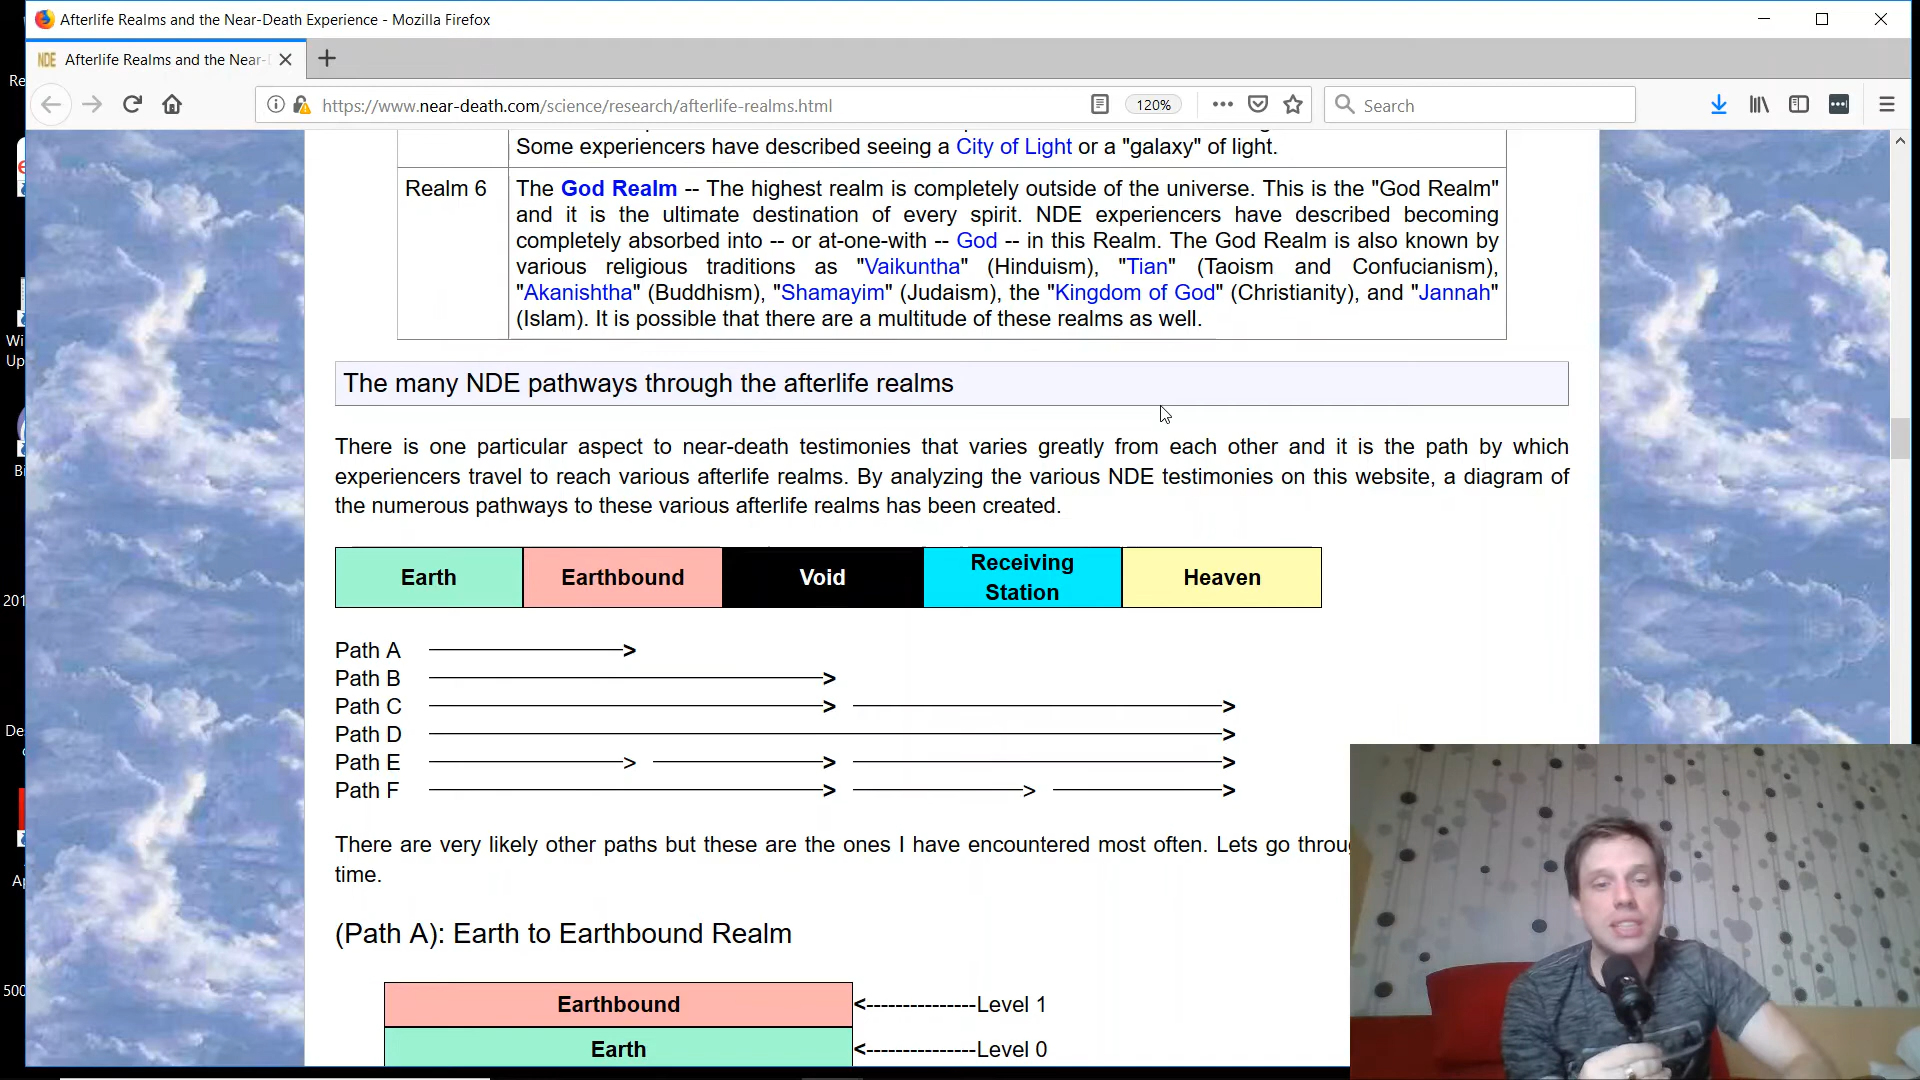 Afterlife Realms and the Near-Death Experience - Mozilla Firefox
NDE Afterlife Realms and the Near-
https://www.near-death.com/science/research/afterlife-realms.html 120% Search
Some experiencers have described seeing a City of Light or a "galaxy" of light.
Realm 6
The God Realm -- The highest realm is completely outside of the universe. This is the "God Realm"
and it is the ultimate destination of every spirit. NDE experiencers have described becoming
completely absorbed into -- or at-one-with -- God -- in this Realm. The God Realm is also known by
various religious traditions as "Vaikuntha" (Hinduism), "Tian" (Taoism and Confucianism),
"Akanishtha" (Buddhism), "Shamayim" (Judaism), the "Kingdom of God" (Christianity), and "Jannah"
(Islam). It is possible that there are a multitude of these realms as well.
The many NDE pathways through the afterlife realms
There is one particular aspect to near-death testimonies that varies greatly from each other and it is the path by which
experiencers travel to reach various afterlife realms. By analyzing the various NDE testimonies on this website, a diagram of
the numerous pathways to these various afterlife realms has been created.
Earth
Earthbound
Void
Receiving
Station
Heaven
Path A
Path B
Path C
Path D
Path E
Path F
There are very likely other paths but these are the ones I have encountered most often. Lets go
time.
(Path A): Earth to Earthbound Realm
Earthbound <---------------Level 1
Earth <---------------Level 0